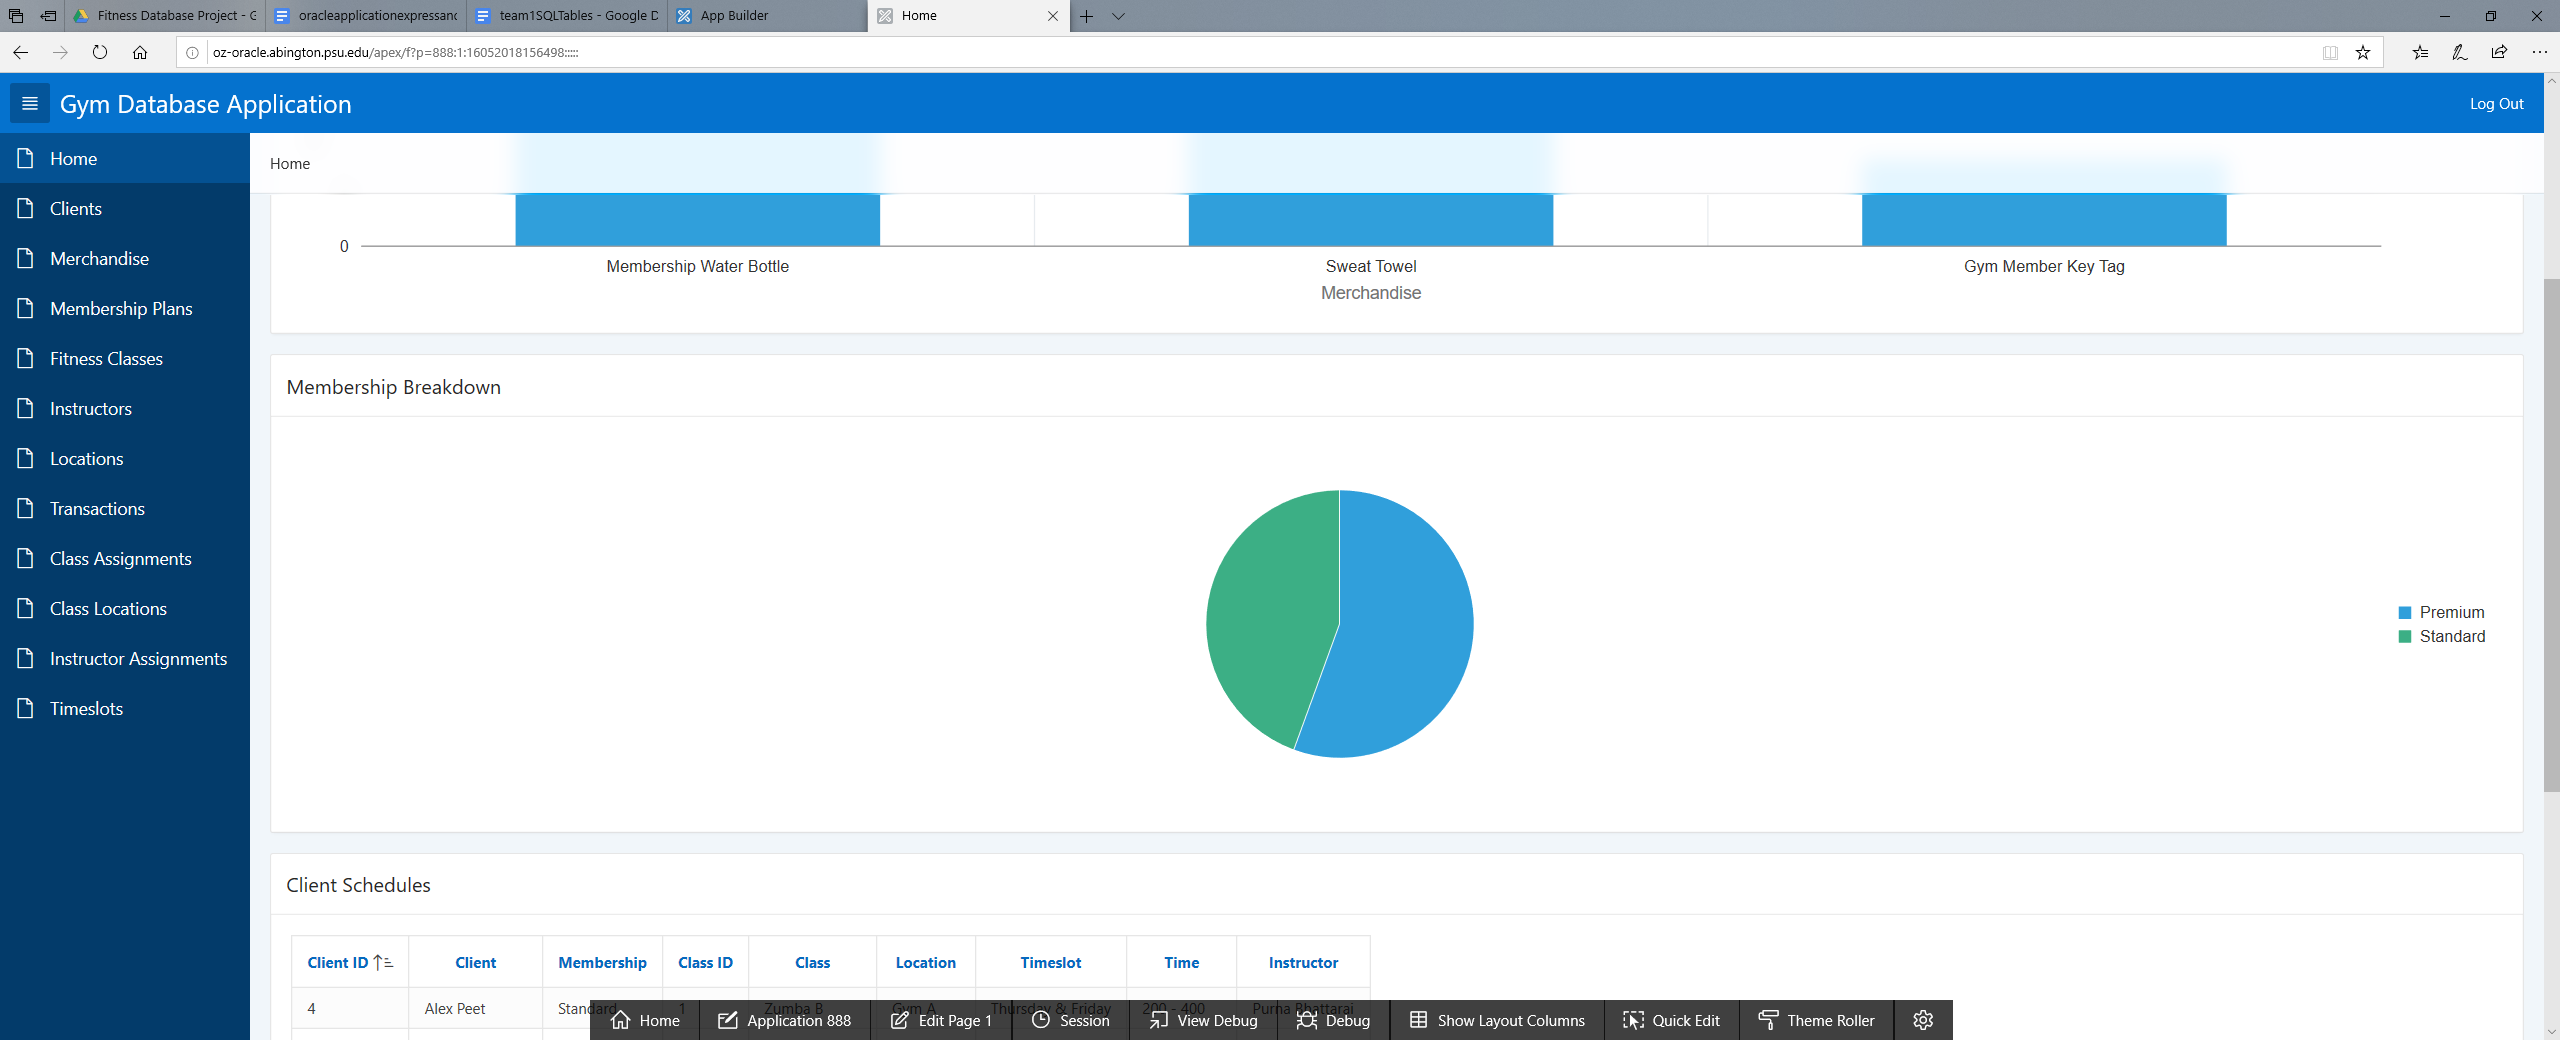 Fitness Database Project - G
oracleapplicationexpressand
team1SQLTables - Google D
App Builder
Home
oz-oracle.abington.psu.edu/apex/f?p=888:1:16052018156498:::::
Gym Database Application
Log Out
Home
Clients
Merchandise
Membership Plans
Fitness Classes
Instructors
Locations
Transactions
Class Assignments
Class Locations
Instructor Assignments
Timeslots
Home
0
Membership Water Bottle
Sweat Towel
Gym Member Key Tag
Merchandise
Membership Breakdown
Premium
Standard
Client Schedules
Client ID Client Membership Class ID Class Location Timeslot Time Instructor
4 Alex Peet Standard 1 Zumba B Gym A Thursday & Friday 200 - 400 Purna Bhattarai
Home Application 888 Edit Page 1 Session View Debug Debug Show Layout Columns Quick Edit Theme Roller